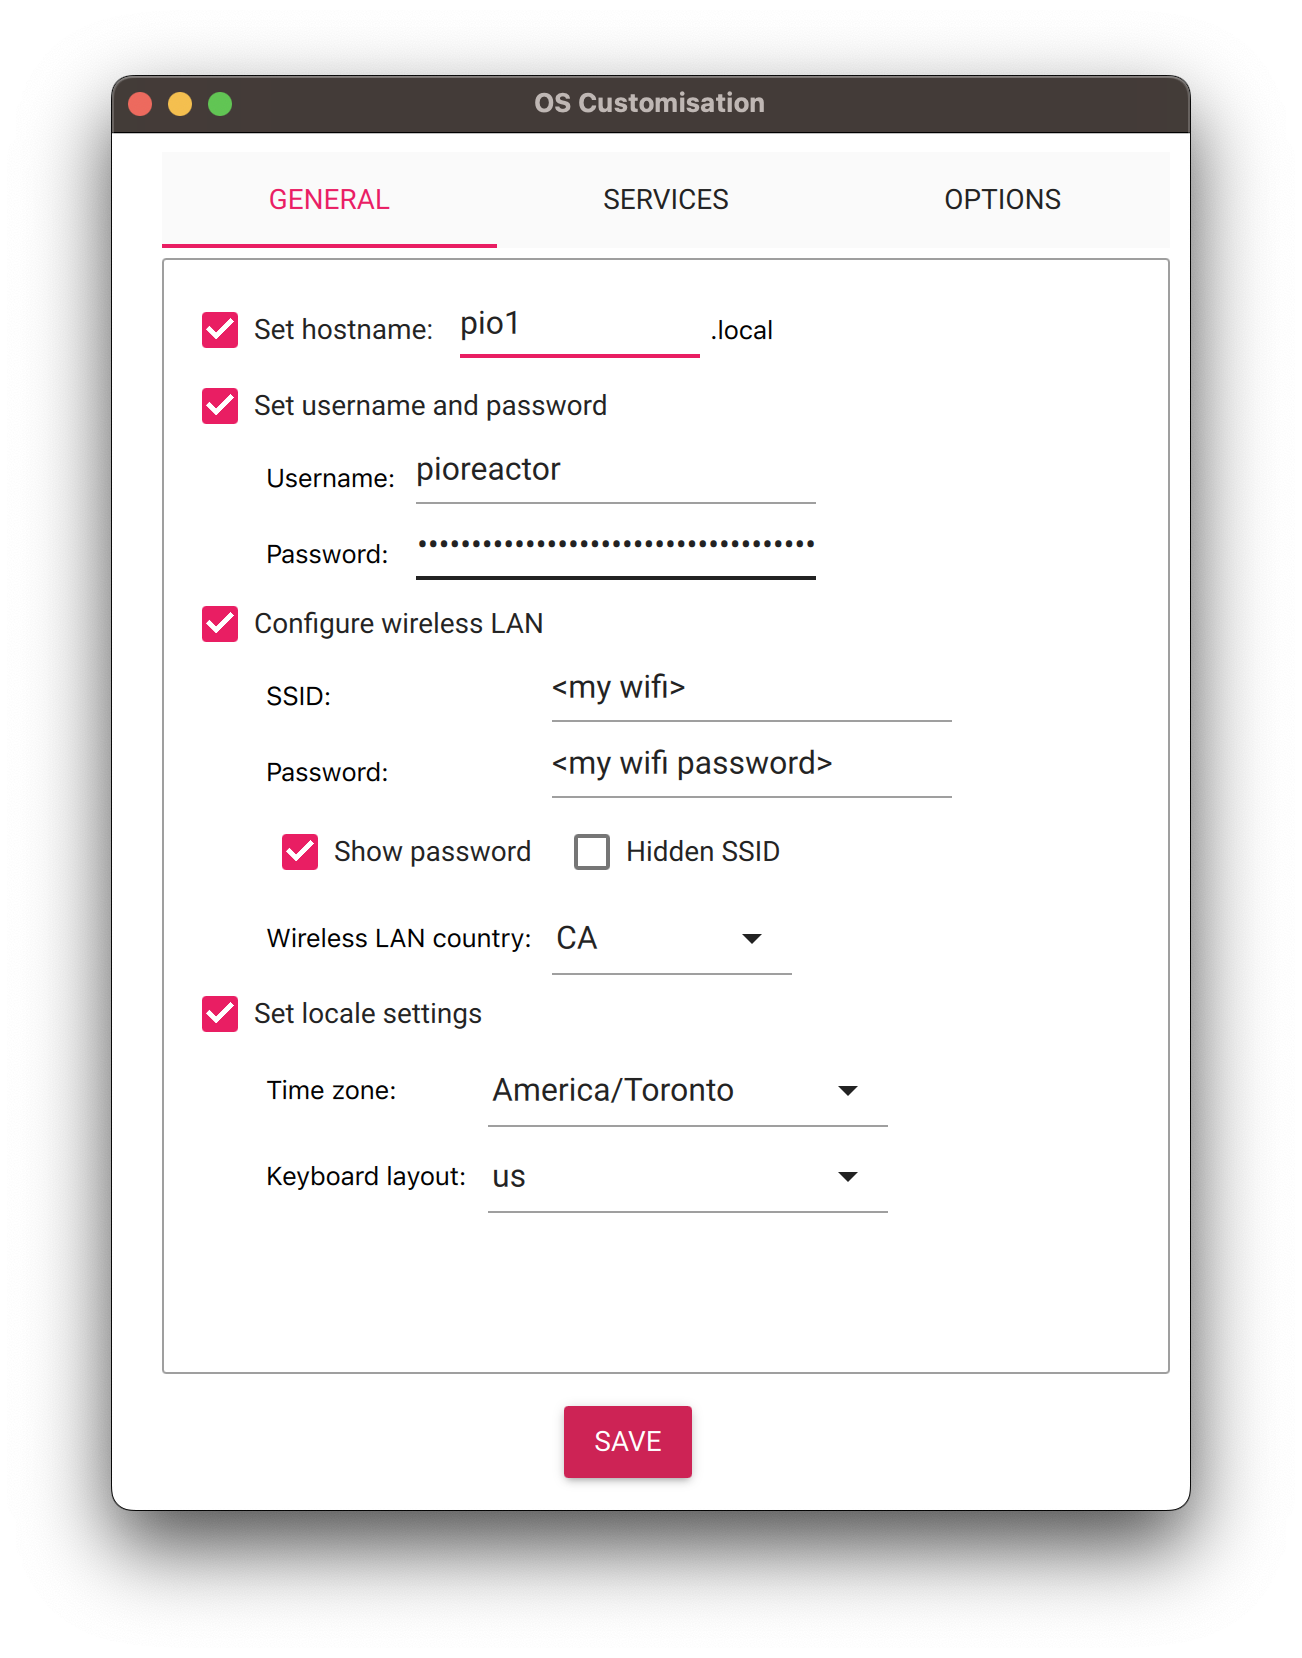 OS Customisation
GENERAL SERVICES OPTIONS
Set hostname: pio1 .local
Set username and password
Username: pioreactor
Password: •••••••••••••••••••••••••••••••••••••
Configure wireless LAN
SSID: <my wifi>
Password: <my wifi password>
Show password Hidden SSID
Wireless LAN country: CA
Set locale settings
Time zone: America/Toronto
Keyboard layout: us
SAVE